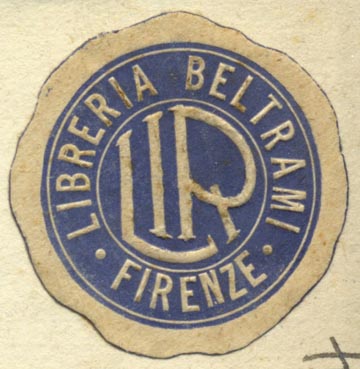 LIBRERIA BELTRAMI
LIR
· FIRENZE ·